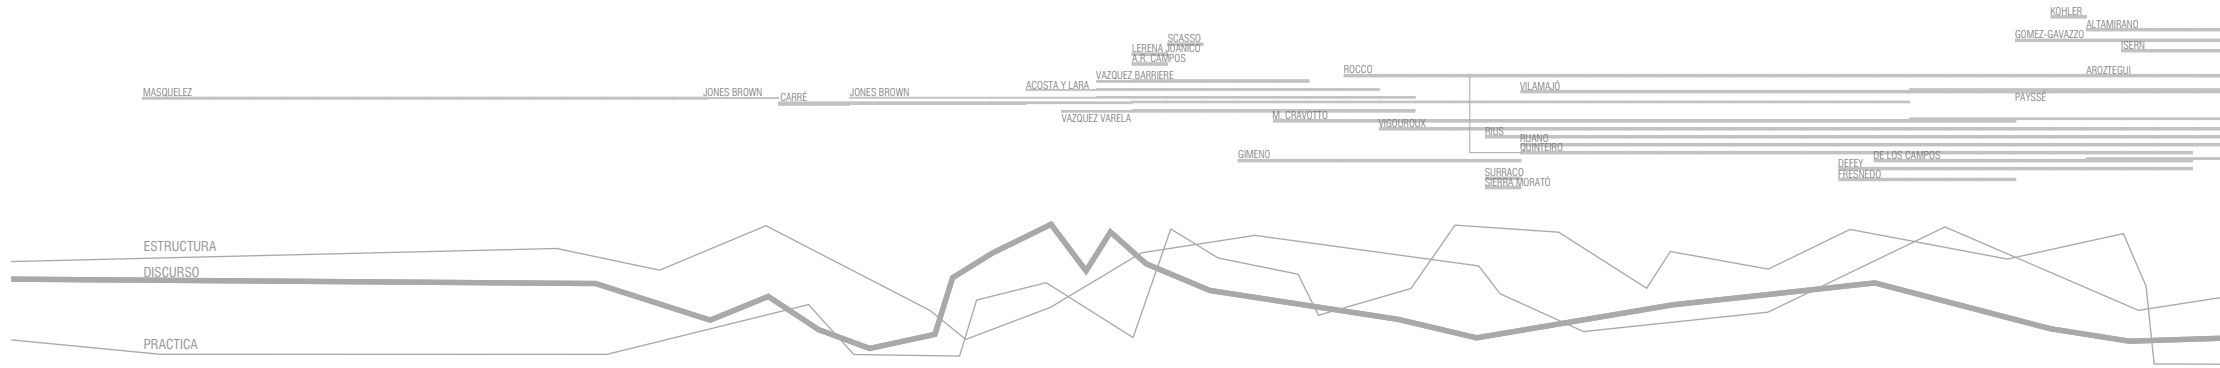 KOHLER
ALTAMIRANO
SCASSO
GOMEZ-GAVAZZO
LERENA JOANICO
ISERN
A.R. CAMPOS
ROCCO
AROZTEGUI
VAZQUEZ BARRIERE
ACOSTA Y LARA
VILAMAJÓ
MASQUELEZ
JONES BROWN
CARRÉ
JONES BROWN
PAYSSÉ
M. CRAVOTTO
VAZQUEZ VARELA
VIGOUROUX
RIUS
RUANO
QUINTEIRO
GIMENO
DE LOS CAMPOS
DEFEY
SURRACO
FRESNEDO
SIERRA MORATÓ
ESTRUCTURA
DISCURSO
PRACTICA